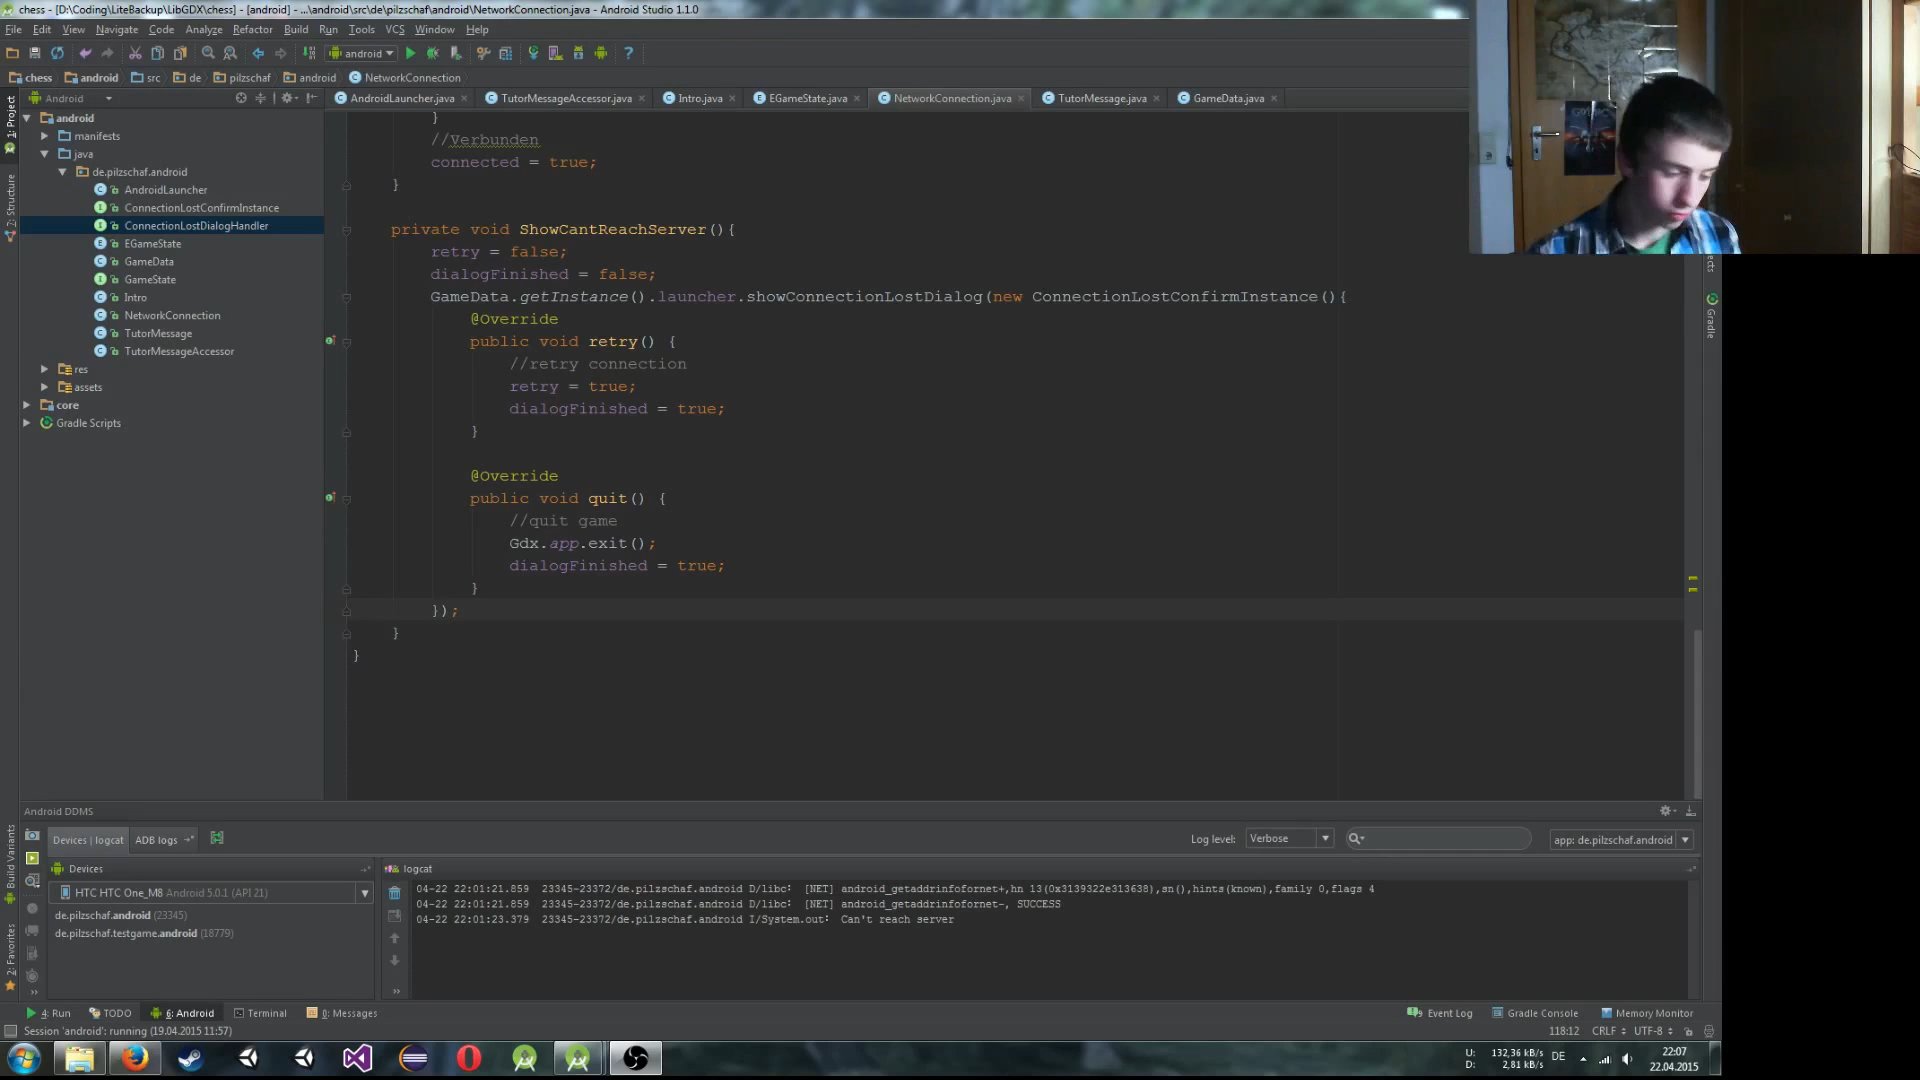 chess - [D:\Coding\LiteBackup\LibGDX\chess] - [android] - ...\android\src\de\pilzschaf\android\NetworkConnection.java - Android Studio 1.1.0
File Edit View Navigate Code Analyze Refactor Build Run Tools VCS Window Help
android
chess android src de pilzschaf android NetworkConnection
1: Project
Android
AndroidLauncher.java TutorMessageAccessor.java Intro.java EGameState.java NetworkConnection.java TutorMessage.java GameData.java
android
manifests
java
de.pilzschaf.android
AndroidLauncher
ConnectionLostConfirmInstance
ConnectionLostDialogHandler
EGameState
GameData
GameState
Intro
NetworkConnection
TutorMessage
TutorMessageAccessor
res
assets
core
Gradle Scripts
7: Structure
}
//Verbunden
connected = true;
}
private void ShowCantReachServer(){
retry = false;
dialogFinished = false;
GameData.getInstance().launcher.showConnectionLostDialog(new ConnectionLostConfirmInstance(){
@Override
public void retry() {
//retry connection
retry = true;
dialogFinished = true;
}
@Override
public void quit() {
//quit game
Gdx.app.exit();
dialogFinished = true;
}
});
}
}
Gradle
Android DDMS
Devices | logcat ADB logs
Log level: Verbose
app: de.pilzschaf.android
Build Variants
2: Favorites
Devices
HTC HTC One_M8 Android 5.0.1 (API 21)
de.pilzschaf.android (23345)
de.pilzschaf.testgame.android (18779)
logcat
04-22 22:01:21.859 23345-23372/de.pilzschaf.android D/libc: [NET] android_getaddrinfofornet+,hn 13(0x3139322e313638),sn(),hints(known),family 0,flags 4
04-22 22:01:21.859 23345-23372/de.pilzschaf.android D/libc: [NET] android_getaddrinfofornet-, SUCCESS
04-22 22:01:23.379 23345-23372/de.pilzschaf.android I/System.out: Can't reach server
4: Run TODO 6: Android Terminal 0: Messages
Event Log Gradle Console Memory Monitor
Session 'android': running (19.04.2015 11:57)
118:12 CRLF UTF-8
U: 132,36 kB/s
D: 2,81 kB/s
DE
22:07
22.04.2015